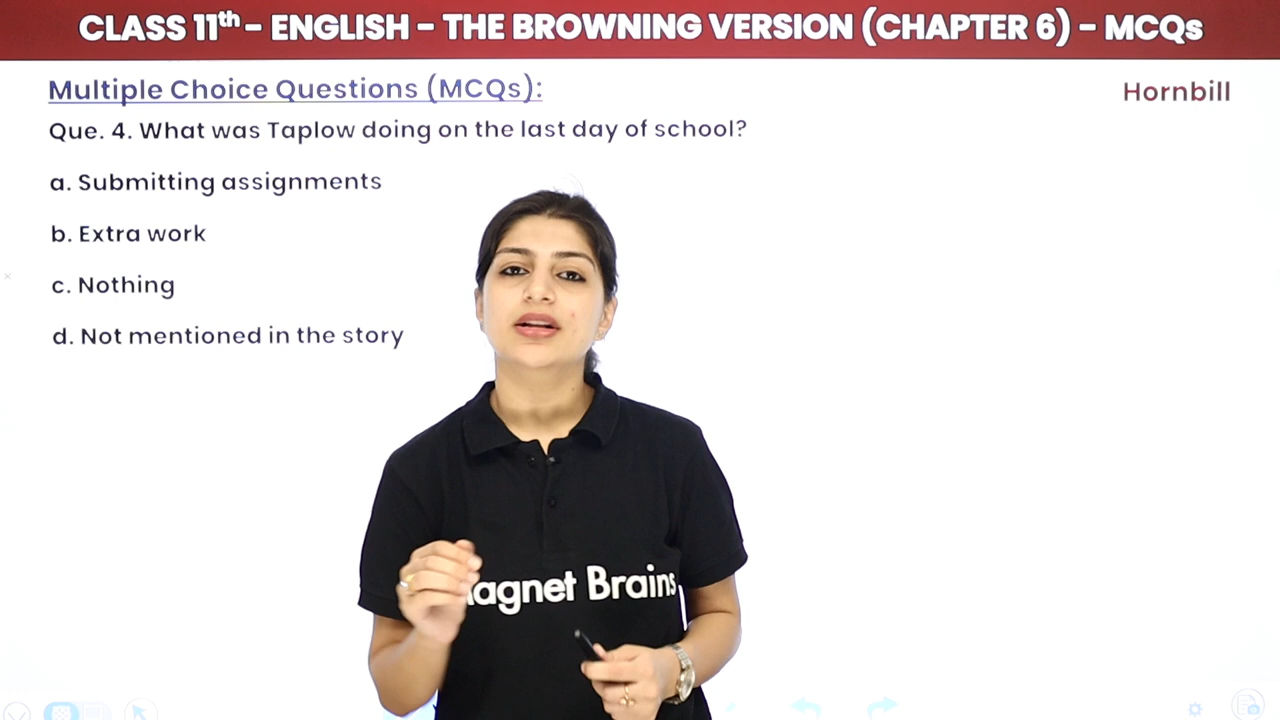 CLASS 11th - ENGLISH - THE BROWNING VERSION (CHAPTER 6) - MCQs
Multiple Choice Questions (MCQs):
Hornbill
Que. 4. What was Taplow doing on the last day of school?
a. Submitting assignments
b. Extra work
c. Nothing
d. Not mentioned in the story
agnet Brains